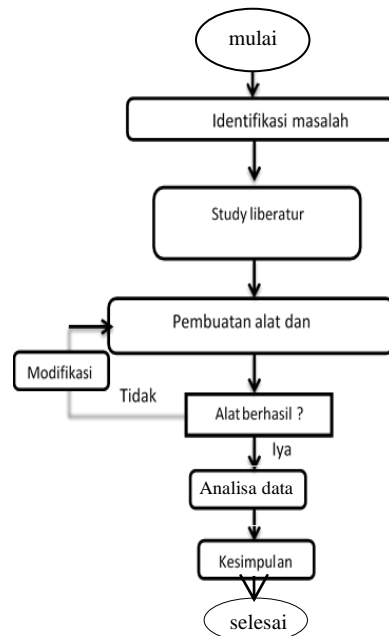 mulai
Identifikasi masalah
Study liberatur
Pembuatan alat dan
Modifikasi
Tidak
Alat berhasil ?
Iya
Analisa data
Kesimpulan
selesai